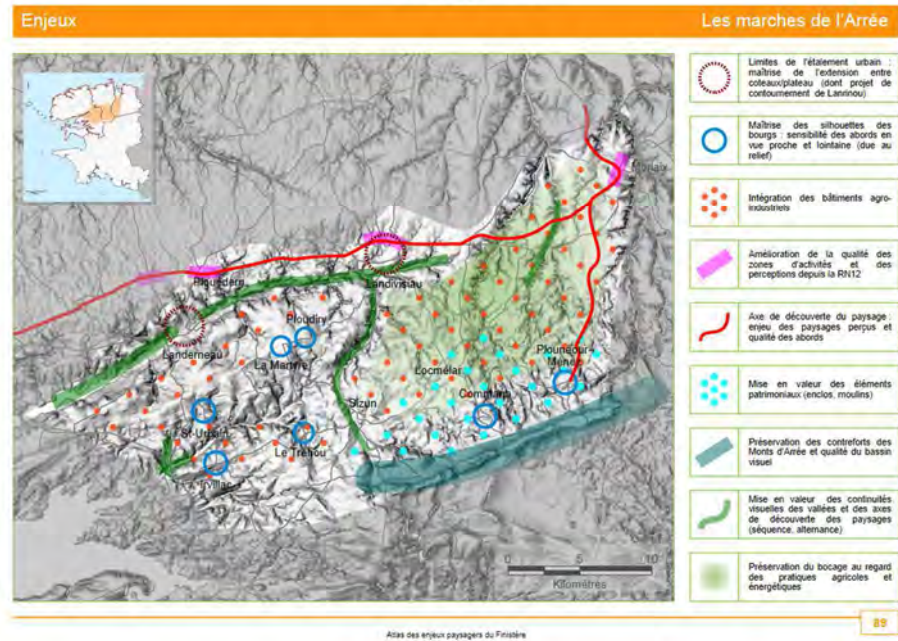 Enjeux
Les marches de l'Arrée
Limites de l'étalement urbain :
maîtrise de l'extension entre
coteaux/plateau (dont projet de
contournement de Lanrinou)
Maîtrise des silhouettes des
bourgs : sensibilité des abords en
vue proche et lointaine (due au
relief)
Intégration des bâtiments agro-
industriels
Amélioration de la qualité des
zones d'activités et des
perceptions depuis la RN12
Axe de découverte du paysage :
enjeu des paysages perçus et
qualité des abords
Mise en valeur des éléments
patrimoniaux (enclos, moulins)
Préservation des contreforts des
Monts d'Arrée et qualité du bassin
visuel
Mise en valeur des continuités
visuelles des vallées et des axes
de découverte des paysages
(séquence, alternance)
Préservation du bocage au regard
des pratiques agricoles et
énergétiques
Landivisiau
Ploudiry
Landerneau
La Martyre
Locmélar
Plounéour-
Ménez
Sizun
Commana
St-Urbain
Le Tréhou
Irvillac
0 5 10
Kilomètres
89
Atlas des enjeux paysagers du Finistère